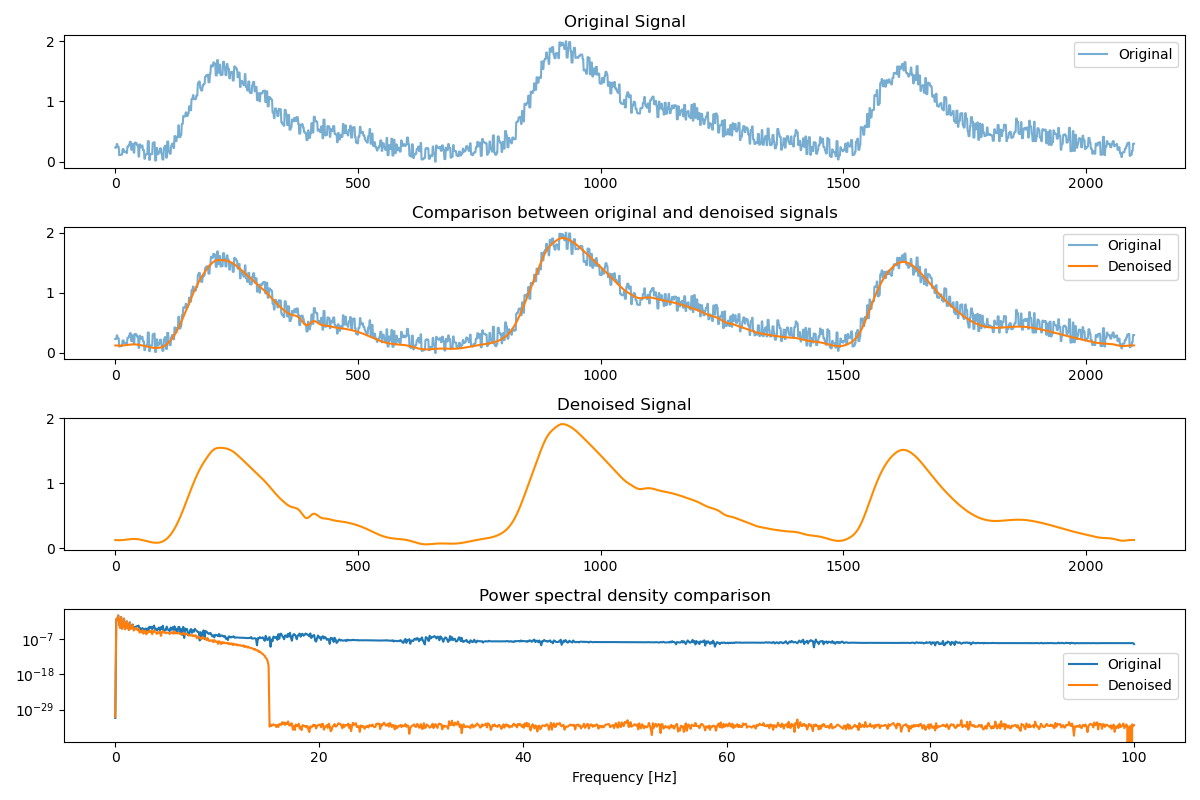 Original Signal
2
1
0
Original
0 500 1000 1500 2000
Comparison between original and denoised signals
2
1
0
Original
Denoised
0 500 1000 1500 2000
Denoised Signal
2
1
0
0 500 1000 1500 2000
Power spectral density comparison
10⁻⁷
10⁻¹⁸
10⁻²⁹
Original
Denoised
0 20 40 60 80 100
Frequency [Hz]